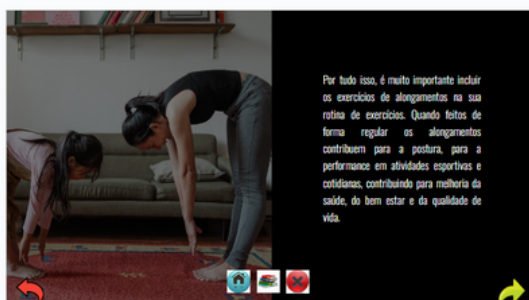 Por tudo isso, é muito importante incluir
os exercícios de alongamentos na sua
rotina de exercícios. Quando feitos de
forma regular os alongamentos
contribuem para a postura, para a
performance em atividades esportivas e
cotidianas, contribuindo para melhoria da
saúde, do bem estar e da qualidade de
vida.